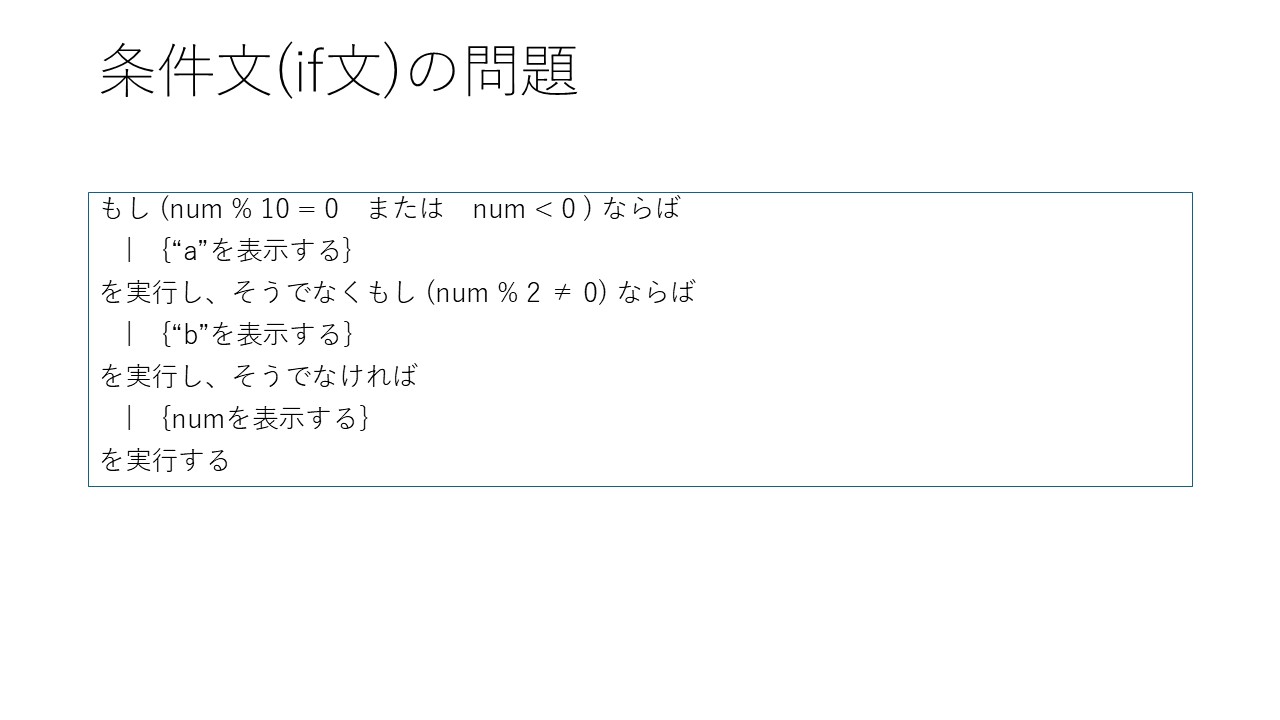 条件文(if文)の問題
もし (num % 10 = 0　または　num < 0 ) ならば
｜ {“a”を表示する}
を実行し、そうでなくもし (num % 2 ≠ 0) ならば
｜ {“b”を表示する}
を実行し、そうでなければ
｜ {numを表示する}
を実行する